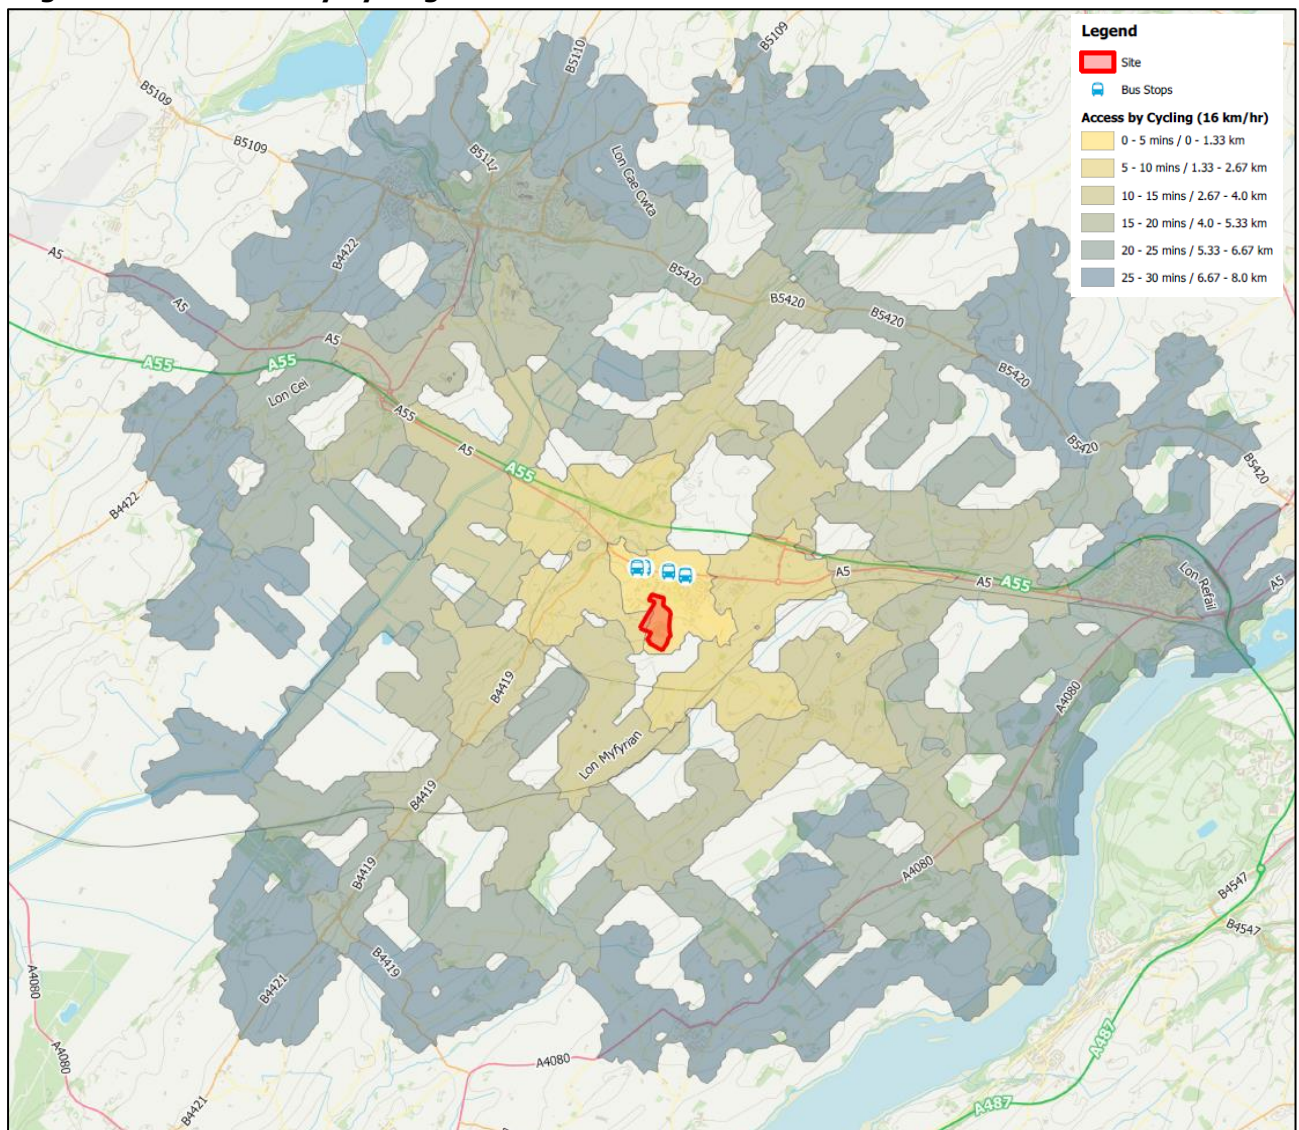 Legend
Site
Bus Stops
Access by Cycling (16 km/hr)
0 - 5 mins / 0 - 1.33 km
5 - 10 mins / 1.33 - 2.67 km
10 - 15 mins / 2.67 - 4.0 km
15 - 20 mins / 4.0 - 5.33 km
20 - 25 mins / 5.33 - 6.67 km
25 - 30 mins / 6.67 - 8.0 km
B5109
B5110
B5109
B5109
B5111
Lon Cae Cwta
B4422
A5
A5
B5420
B5420
B5420
A5
A55
A55
Lon Cei
A55
B5420
A5
A55
B5420
B5420
B4422
A5
A55
A5
Lon Refail
A5
B4419
A4080
Lon Myfyrian
B4419
B4419
A4080
B4547
B4547
B4419
A4080
B4421
A4080
A4080
A487
B4421
A487